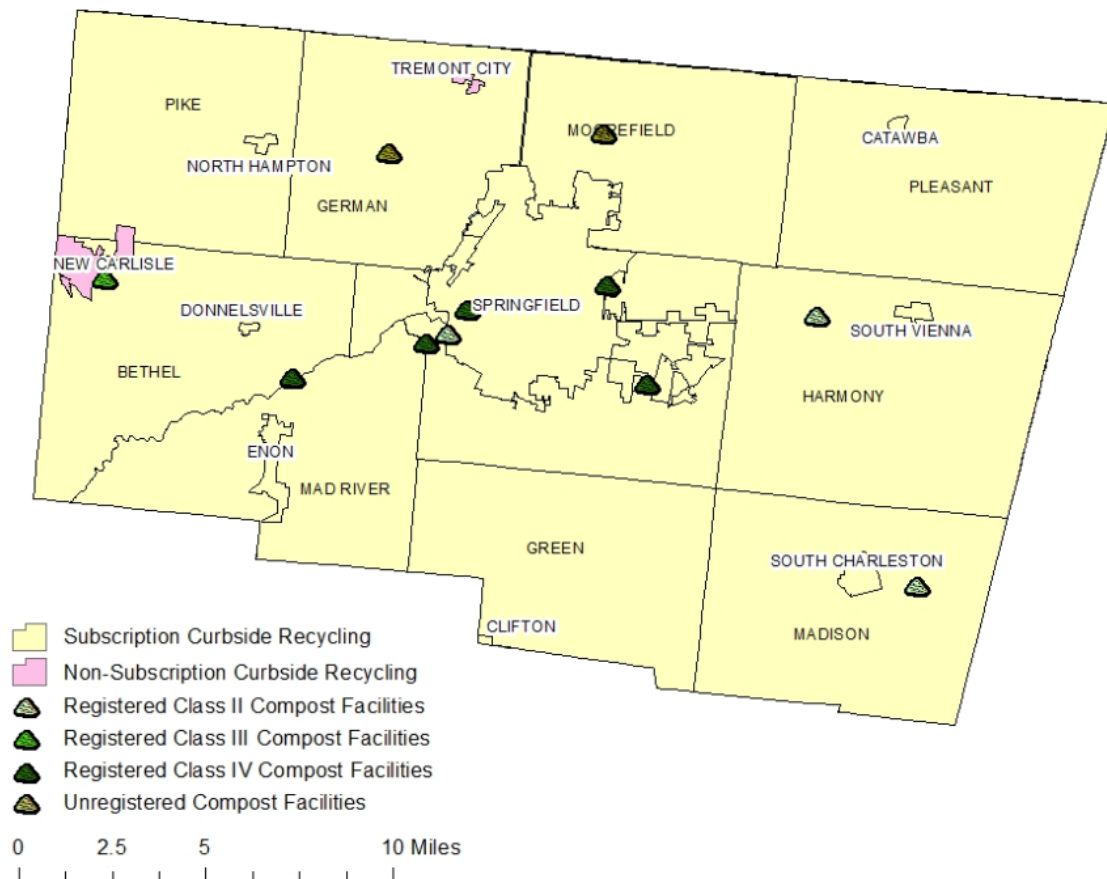 TREMONT CITY
PIKE
MOOREFIELD
CATAWBA
NORTH HAMPTON
PLEASANT
GERMAN
NEW CARLISLE
DONNELSVILLE
SPRINGFIELD
SOUTH VIENNA
BETHEL
HARMONY
ENON
MAD RIVER
GREEN
SOUTH CHARLESTON
CLIFTON
MADISON
Subscription Curbside Recycling
Non-Subscription Curbside Recycling
Registered Class II Compost Facilities
Registered Class III Compost Facilities
Registered Class IV Compost Facilities
Unregistered Compost Facilities
0 2.5 5 10 Miles